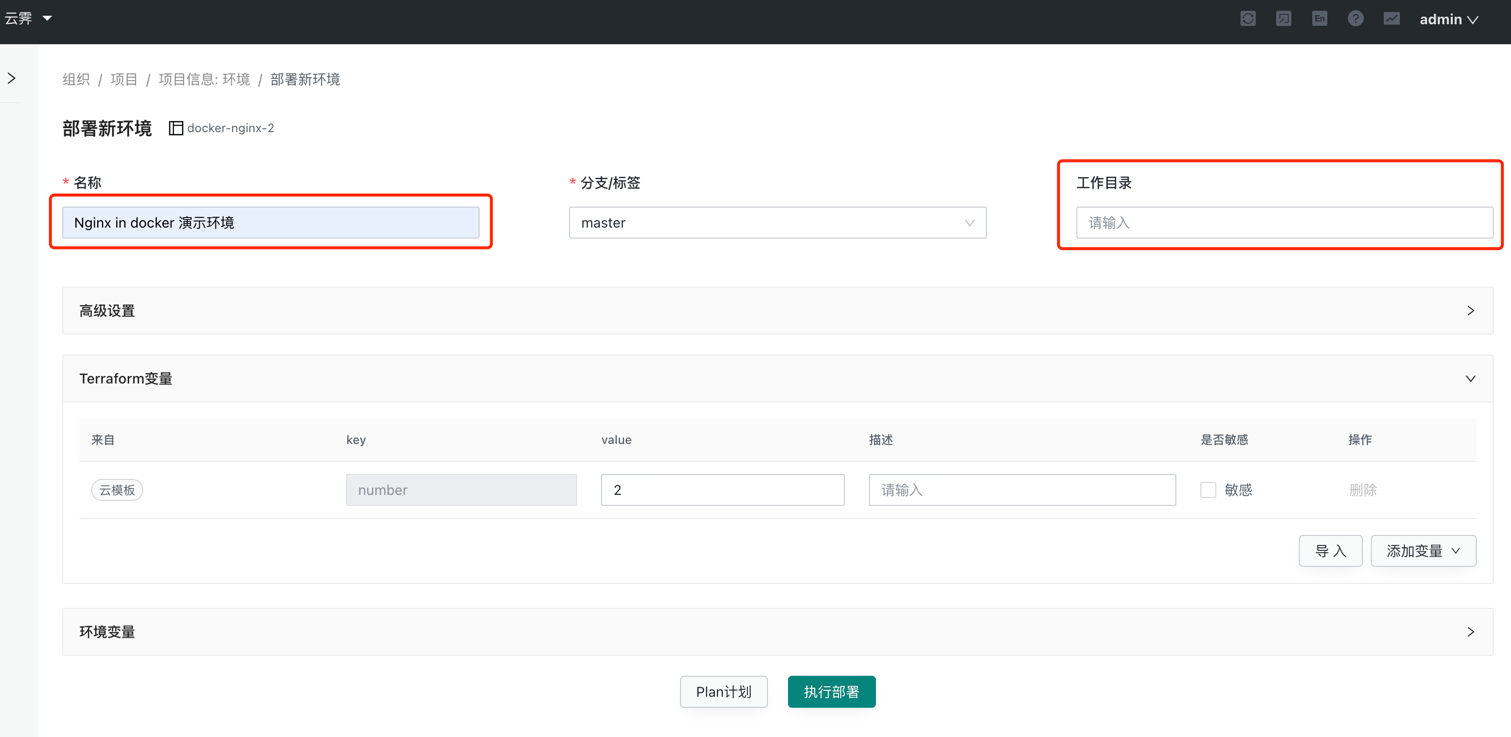 云霁
En
?
admin
组织 / 项目 / 项目信息: 环境 / 部署新环境
部署新环境 docker-nginx-2
* 名称 * 分支/标签 工作目录
Nginx in docker 演示环境 master 请输入
高级设置
Terraform变量
来自 key value 描述 是否敏感 操作
云模板 number 2 请输入 敏感 删除
导 入 添加变量
环境变量
Plan计划 执行部署